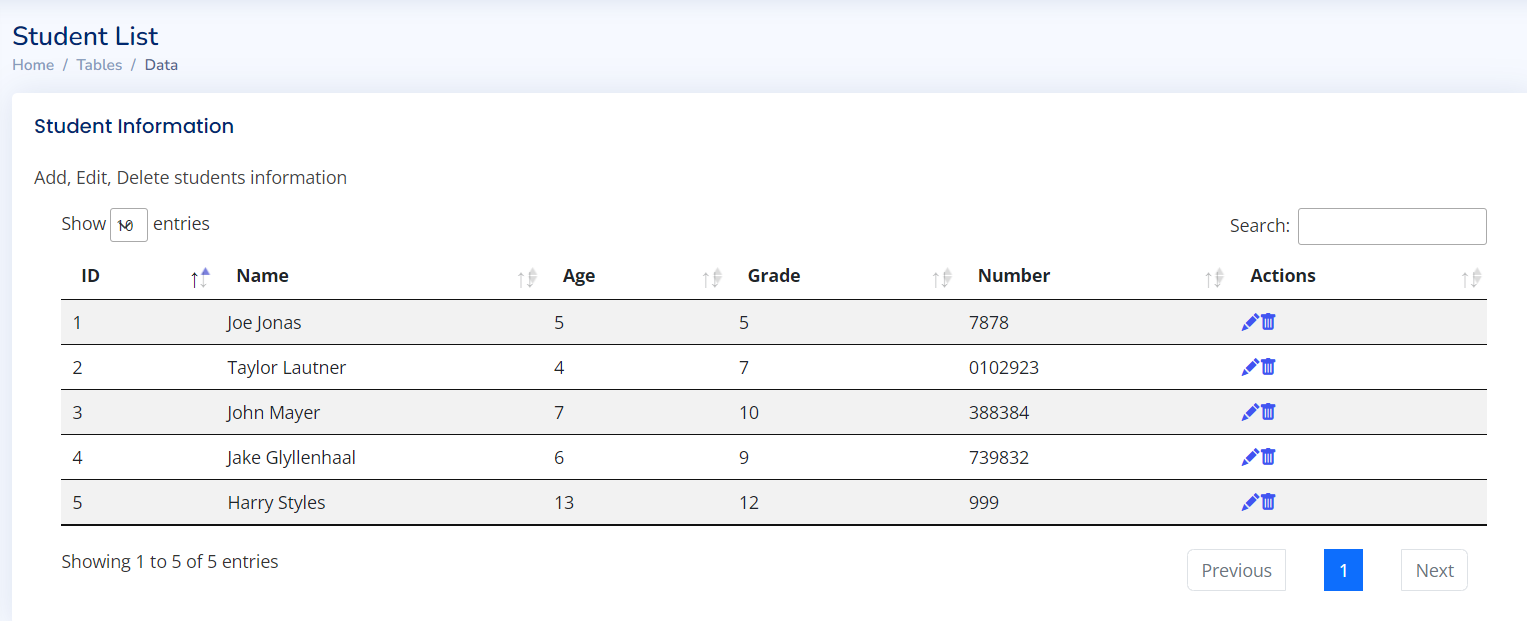 Student List
Home / Tables / Data
Student Information
Add, Edit, Delete students information
Show 10 entries Search:
ID Name Age Grade Number Actions
1 Joe Jonas 5 5 7878
2 Taylor Lautner 4 7 0102923
3 John Mayer 7 10 388384
4 Jake Glyllenhaal 6 9 739832
5 Harry Styles 13 12 999
Showing 1 to 5 of 5 entries Previous 1 Next